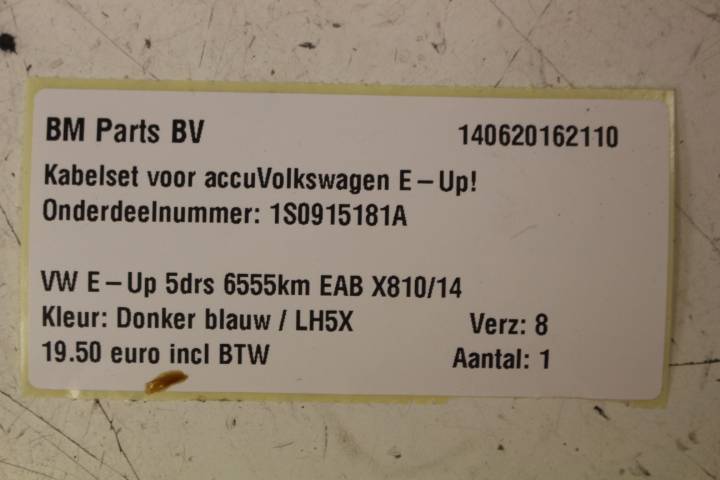 BM Parts BV 140620162110
Kabelset voor accuVolkswagen E-Up!
Onderdeelnummer: 1S0915181A
VW E-Up 5drs 6555km EAB X810/14
Kleur: Donker blauw / LH5X Verz: 8
19.50 euro incl BTW Aantal: 1